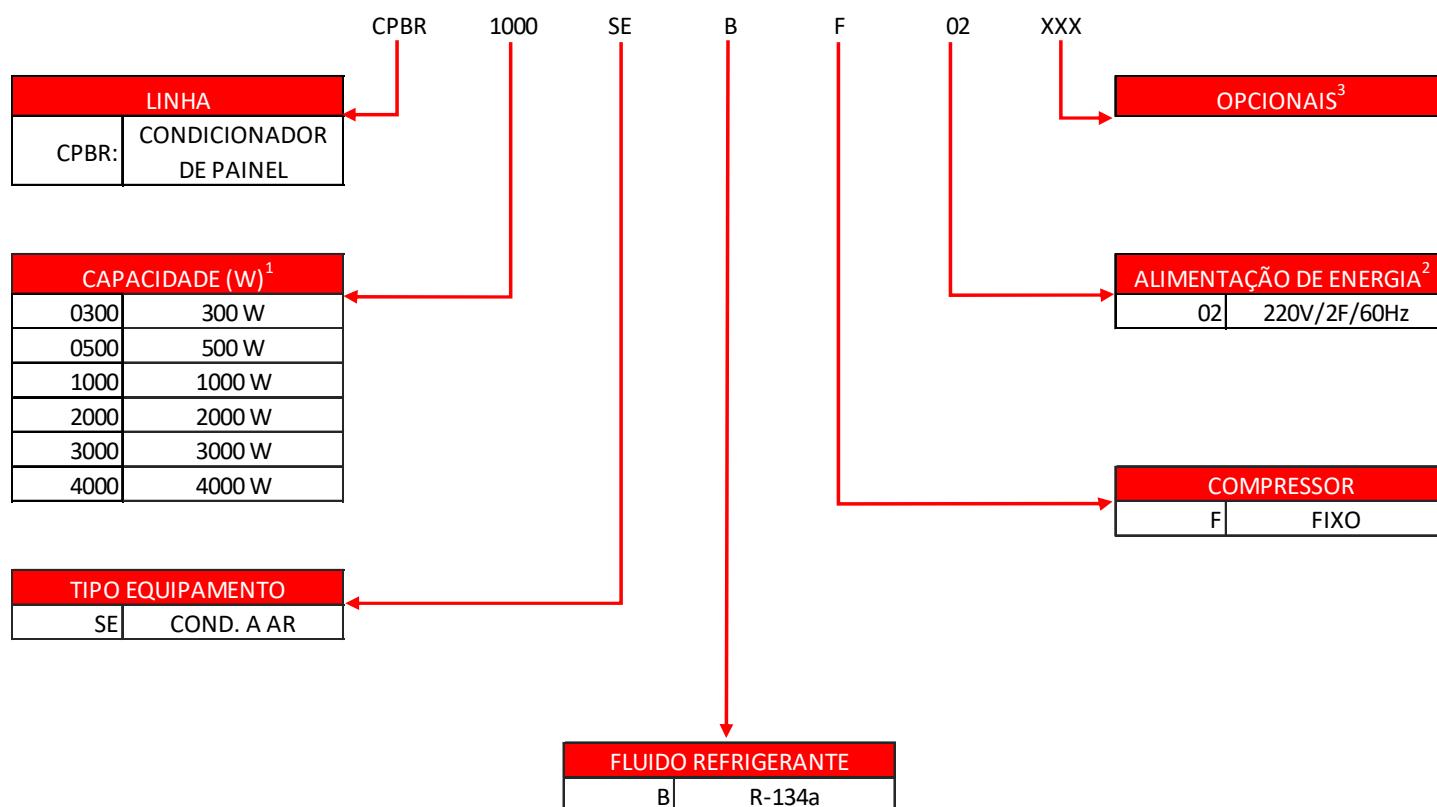 CPBR 1000 SE B F 02 XXX
LINHA
CPBR: CONDICIONADOR DE PAINEL
OPCIONAIS³
CAPACIDADE (W)¹
0300 300 W
0500 500 W
1000 1000 W
2000 2000 W
3000 3000 W
4000 4000 W
ALIMENTAÇÃO DE ENERGIA²
02 220V/2F/60Hz
COMPRESSOR
F FIXO
TIPO EQUIPAMENTO
SE COND. A AR
FLUIDO REFRIGERANTE
B R-134a